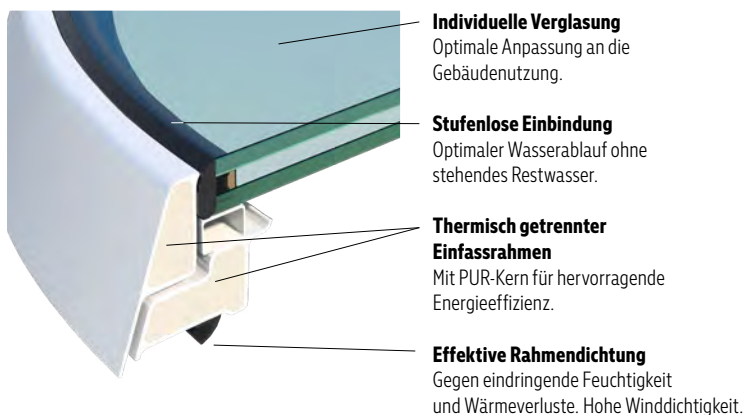 Individuelle Verglasung
Optimale Anpassung an die
Gebäudenutzung.
Stufenlose Einbindung
Optimaler Wasserablauf ohne
stehendes Restwasser.
Thermisch getrennter
Einfassrahmen
Mit PUR-Kern für hervorragende
Energieeffizienz.
Effektive Rahmendichtung
Gegen eindringende Feuchtigkeit
und Wärmeverluste. Hohe Winddichtigkeit.